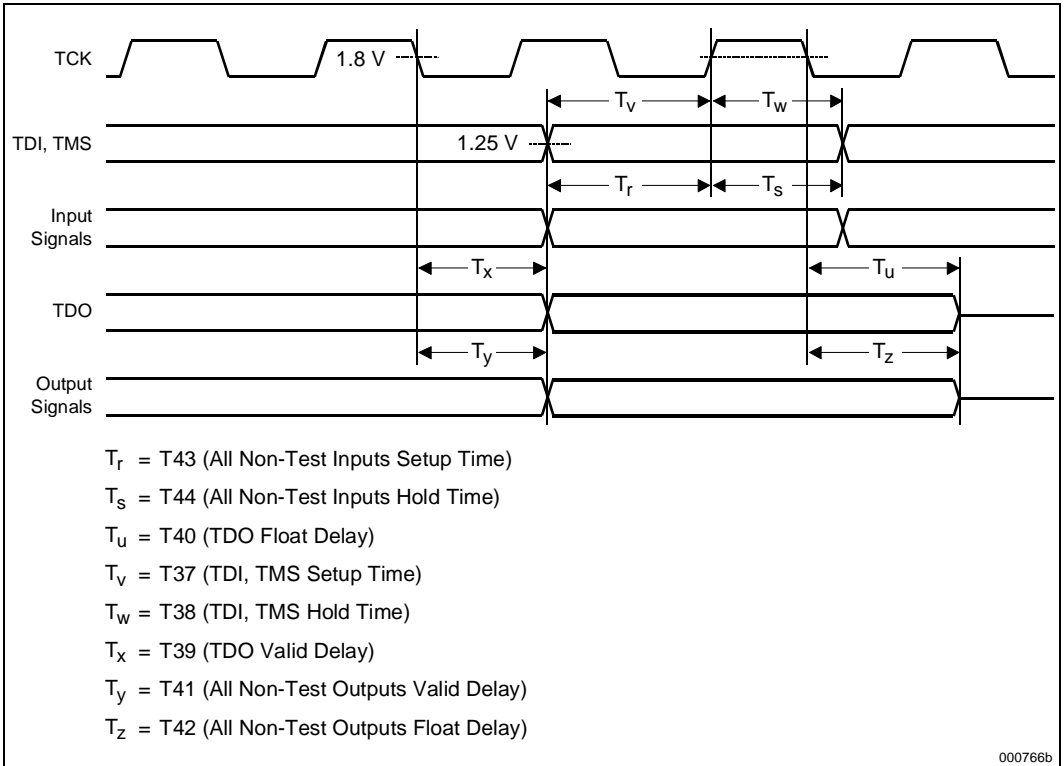 TCK
1.8 V
Tv
Tw
TDI, TMS
1.25 V
Tr
Ts
Input
Signals
Tx
Tu
TDO
Ty
Tz
Output
Signals
Tr = T43 (All Non-Test Inputs Setup Time)
Ts = T44 (All Non-Test Inputs Hold Time)
Tu = T40 (TDO Float Delay)
Tv = T37 (TDI, TMS Setup Time)
Tw = T38 (TDI, TMS Hold Time)
Tx = T39 (TDO Valid Delay)
Ty = T41 (All Non-Test Outputs Valid Delay)
Tz = T42 (All Non-Test Outputs Float Delay)
000766b